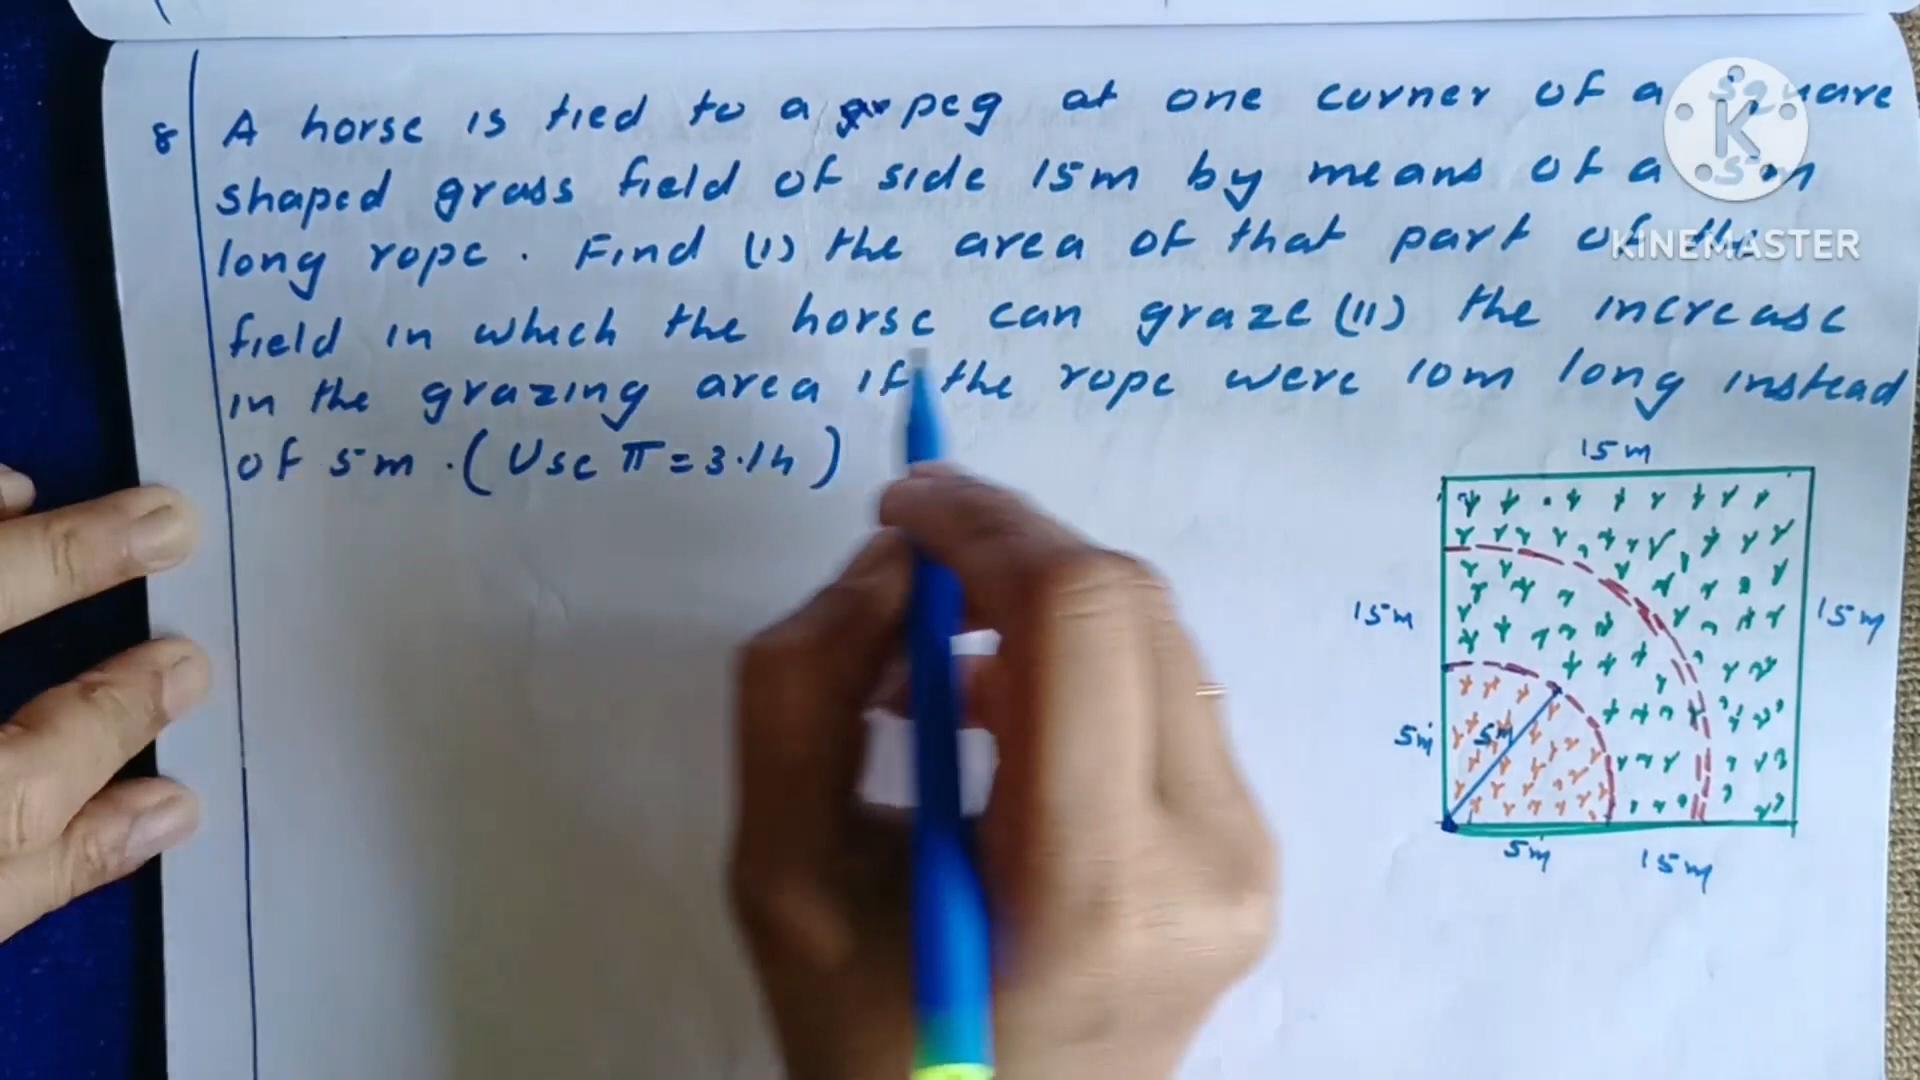 8 A horse is tied to a peg at one corner of a square
shaped grass field of side 15m by means of a 5m
long rope. Find (I) the area of that part of the
field in which the horse can graze (II) the increase
in the grazing area if the rope were 10m long instead
of 5m. (Use π = 3.14)
15m
15m
15m
5m
5m
5m
15m
K
KINEMASTER